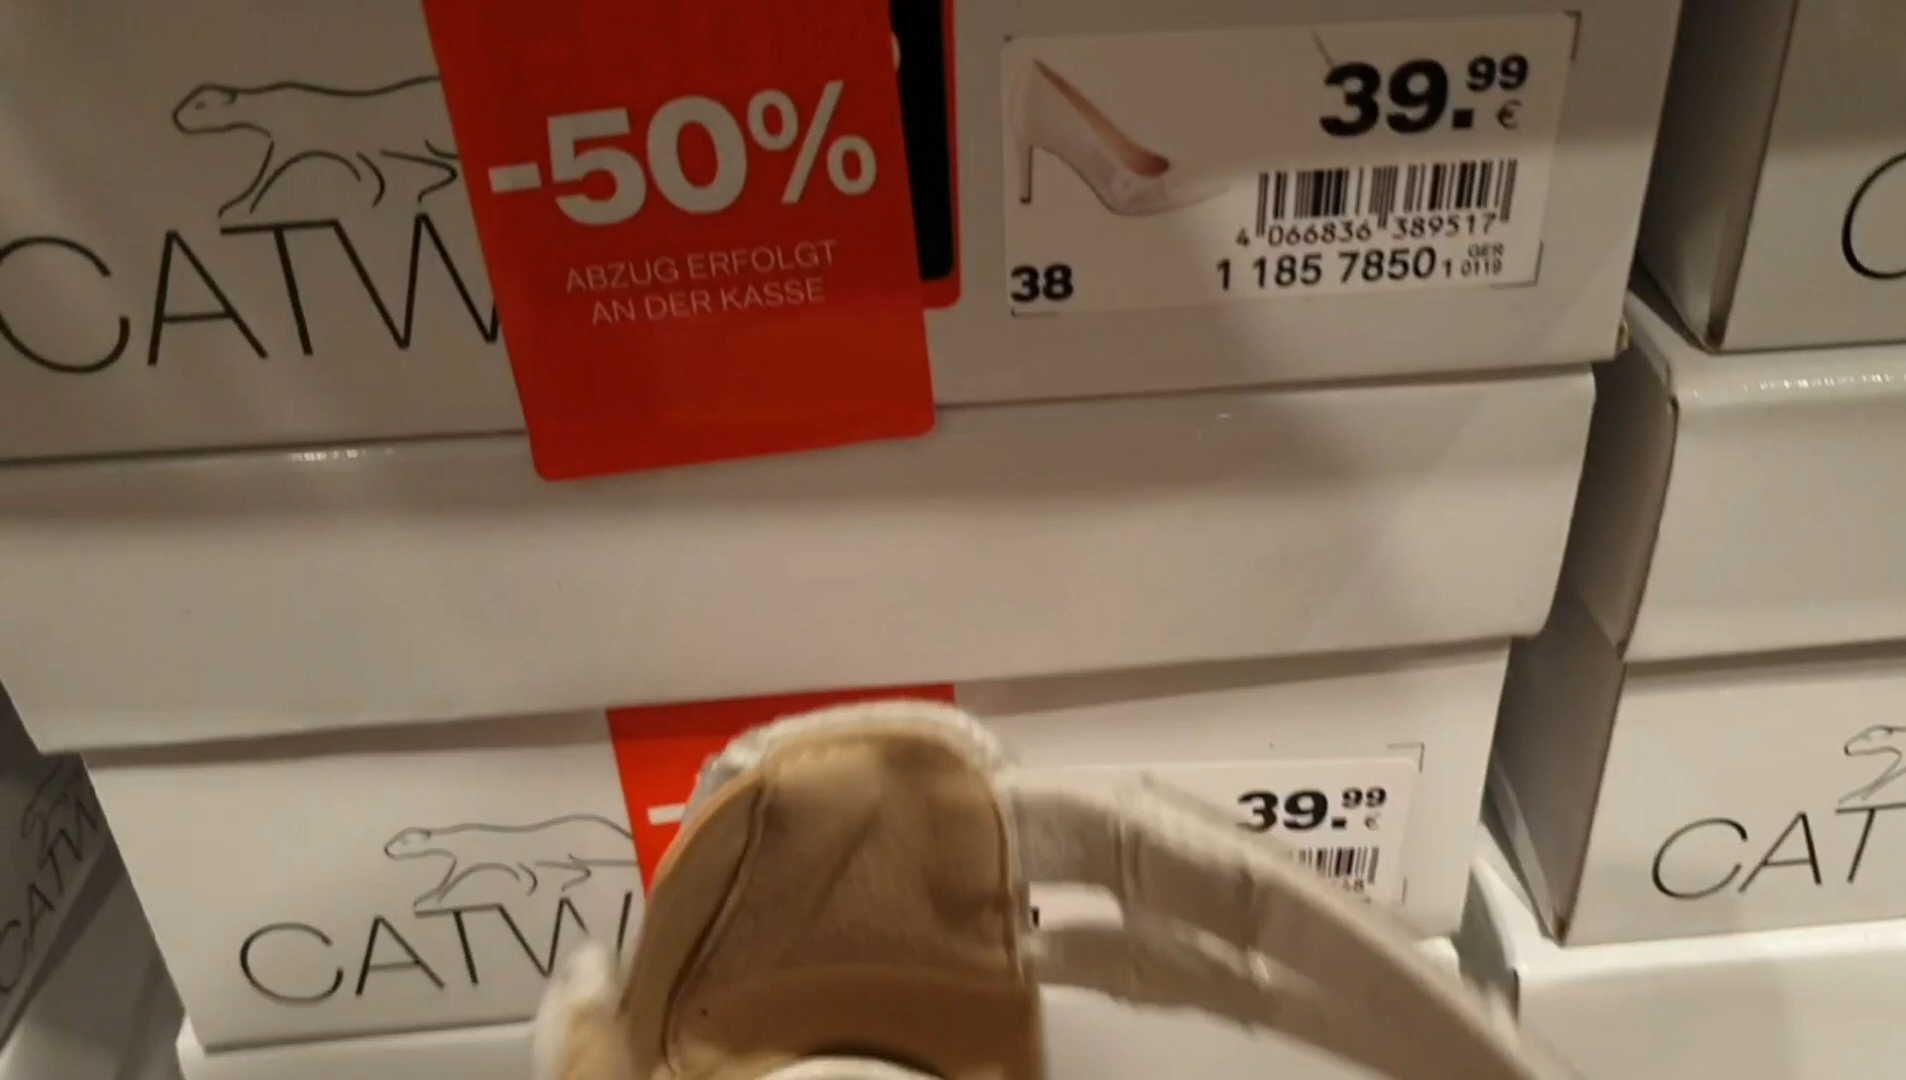 CATW
-50%
ABZUG ERFOLGT
AN DER KASSE
39.99
€
4 066836 389517
38
1 185 7850 1 GER 0119
C
CATW
-
39.99
€
CATW
CAT